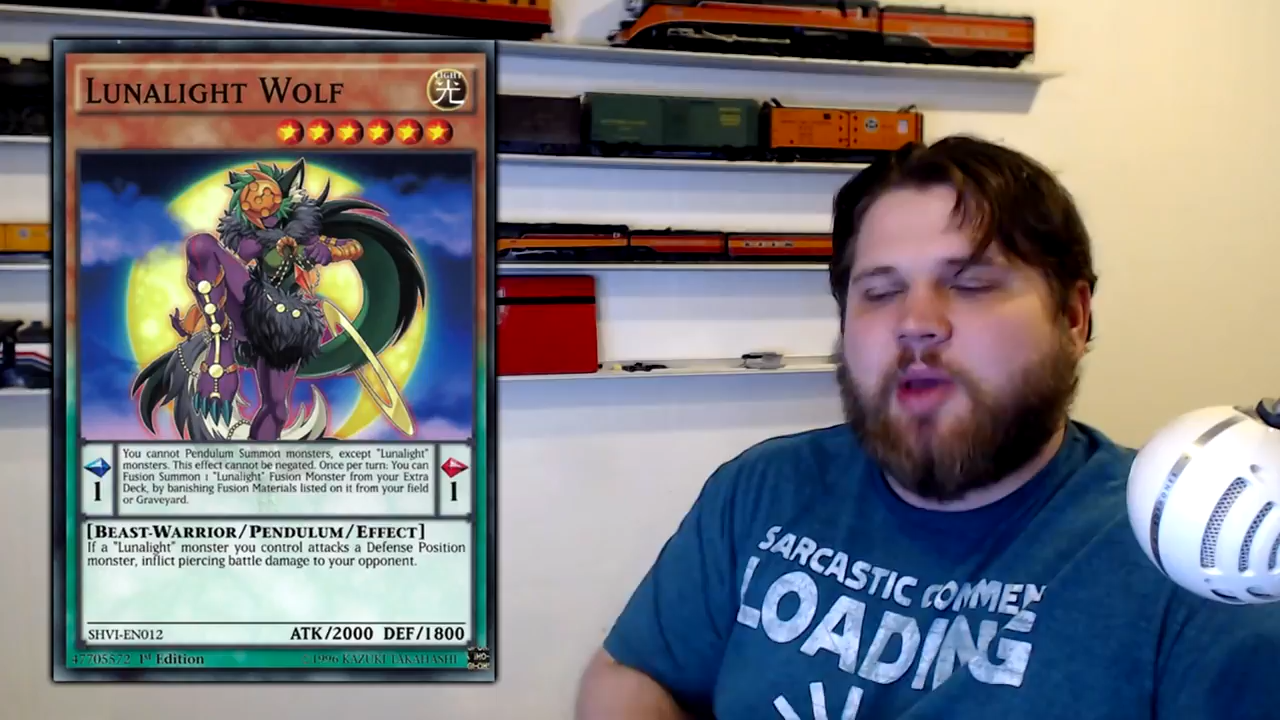 LUNALIGHT WOLF
LIGHT
光
You cannot Pendulum Summon monsters, except "Lunalight"
monsters. This effect cannot be negated. Once per turn: You can
Fusion Summon 1 "Lunalight" Fusion Monster from your Extra
Deck, by banishing Fusion Materials listed on it from your field
or Graveyard.
1
1
[BEAST-WARRIOR/PENDULUM/EFFECT]
If a "Lunalight" monster you control attacks a Defense Position
monster, inflict piercing battle damage to your opponent.
ATK/2000 DEF/1800
SHVI-EN012
47705572 1st Edition
©1996 KAZUKI TAKAHASHI
SARCASTIC COMMEN
LOADING